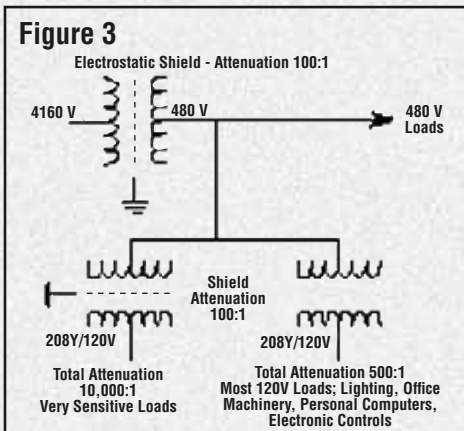 Figure 3
Electrostatic Shield - Attenuation 100:1
4160 V
480 V
480 V
Loads
Shield
Attenuation
100:1
208Y/120V
208Y/120V
Total Attenuation
10,000:1
Very Sensitive Loads
Total Attenuation 500:1
Most 120V Loads; Lighting, Office
Machinery, Personal Computers,
Electronic Controls